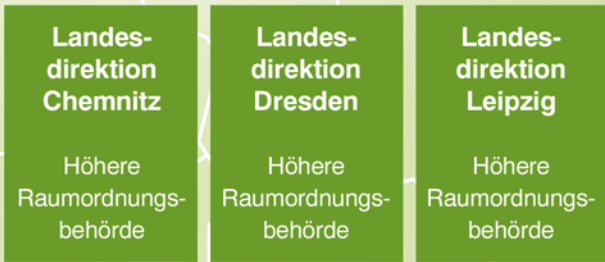 Landes-
direktion
Chemnitz
Höhere
Raumordnungs-
behörde
Landes-
direktion
Dresden
Höhere
Raumordnungs-
behörde
Landes-
direktion
Leipzig
Höhere
Raumordnungs-
behörde